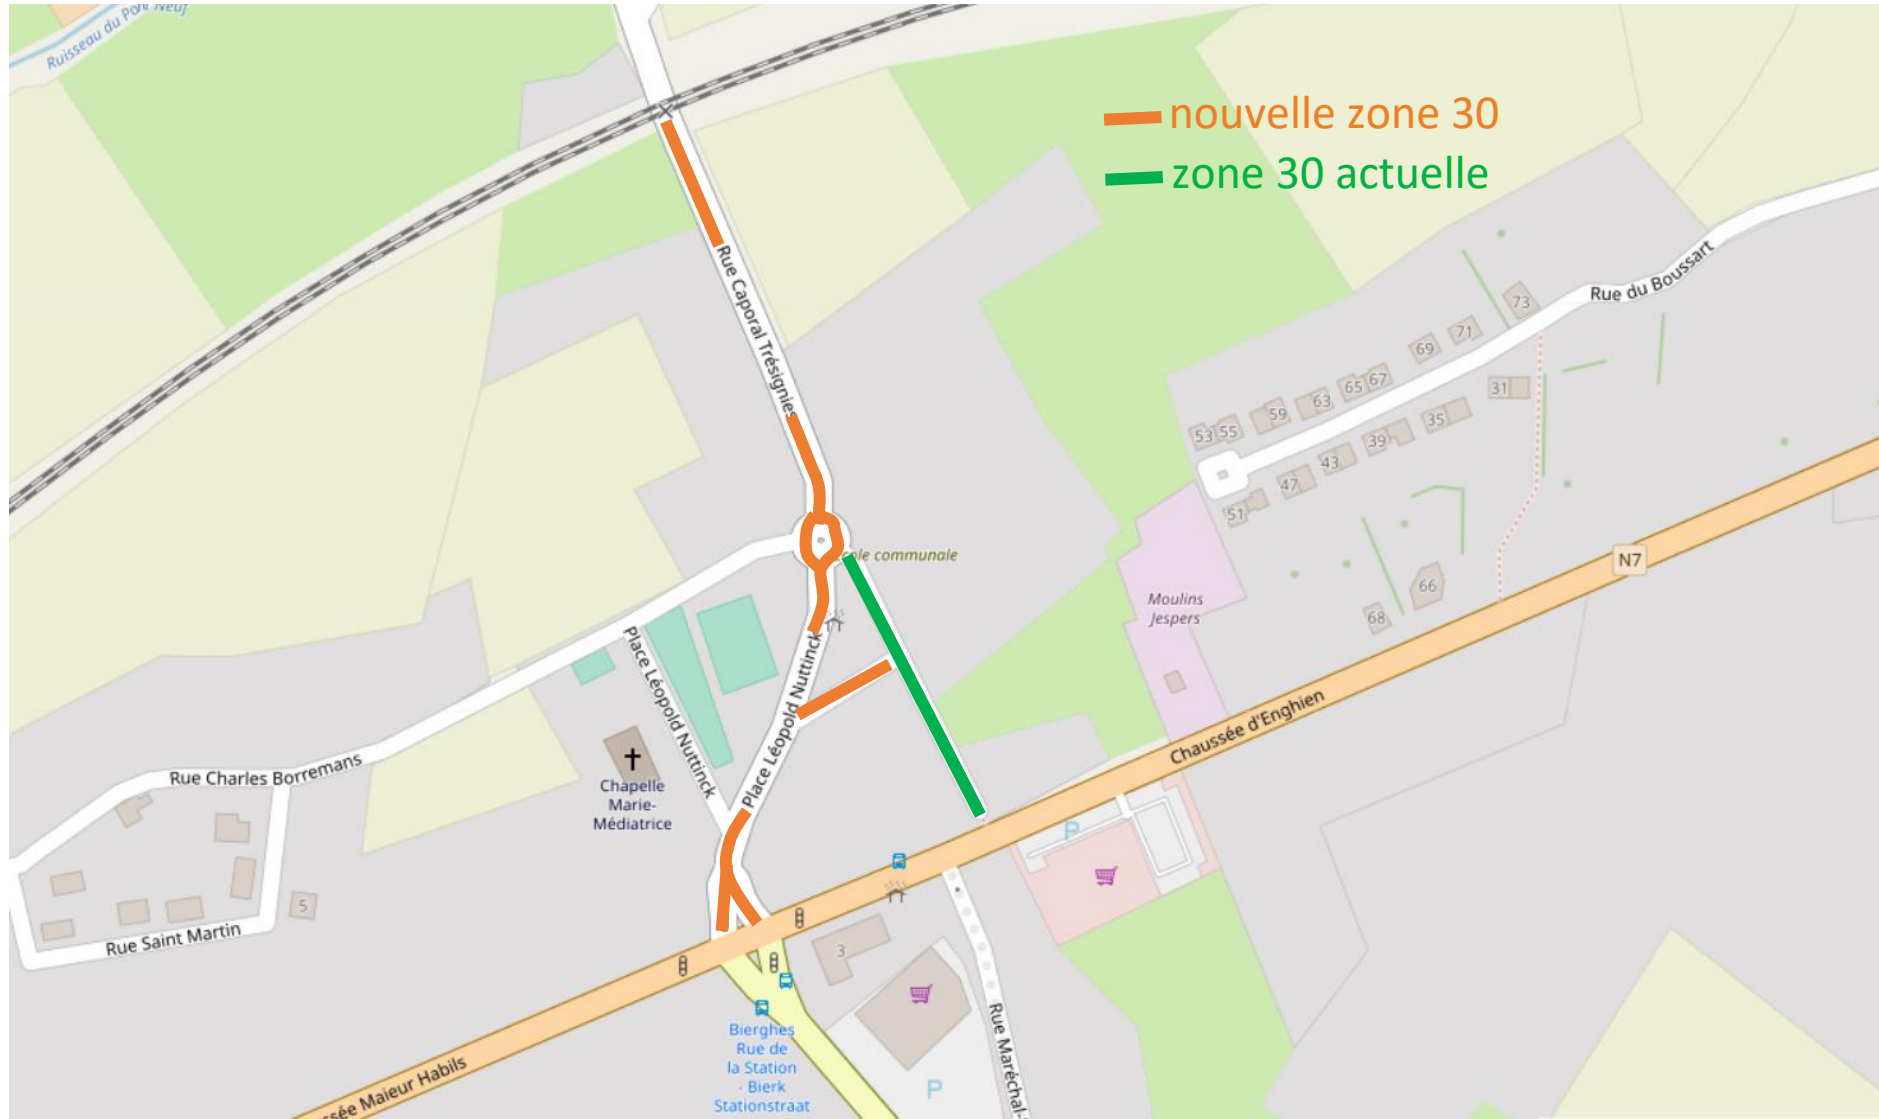 Ruisseau du Pont Neuf
nouvelle zone 30
zone 30 actuelle
Rue Caporal Trésignies
Rue du Boussart
73
71
69
67
65
63
59
55
53
31
35
39
43
47
51
N7
école communale
Moulins
Jespers
66
68
Place Léopold Nuttinck
Place Léopold Nuttinck
Chaussée d'Enghien
Rue Charles Borremans
Chapelle
Marie-
Médiatrice
P
5
Rue Saint Martin
3
Bierghes
Rue de
la Station
- Bierk
Stationstraat
P
Rue Maréchal-
ssée Maieur Habils